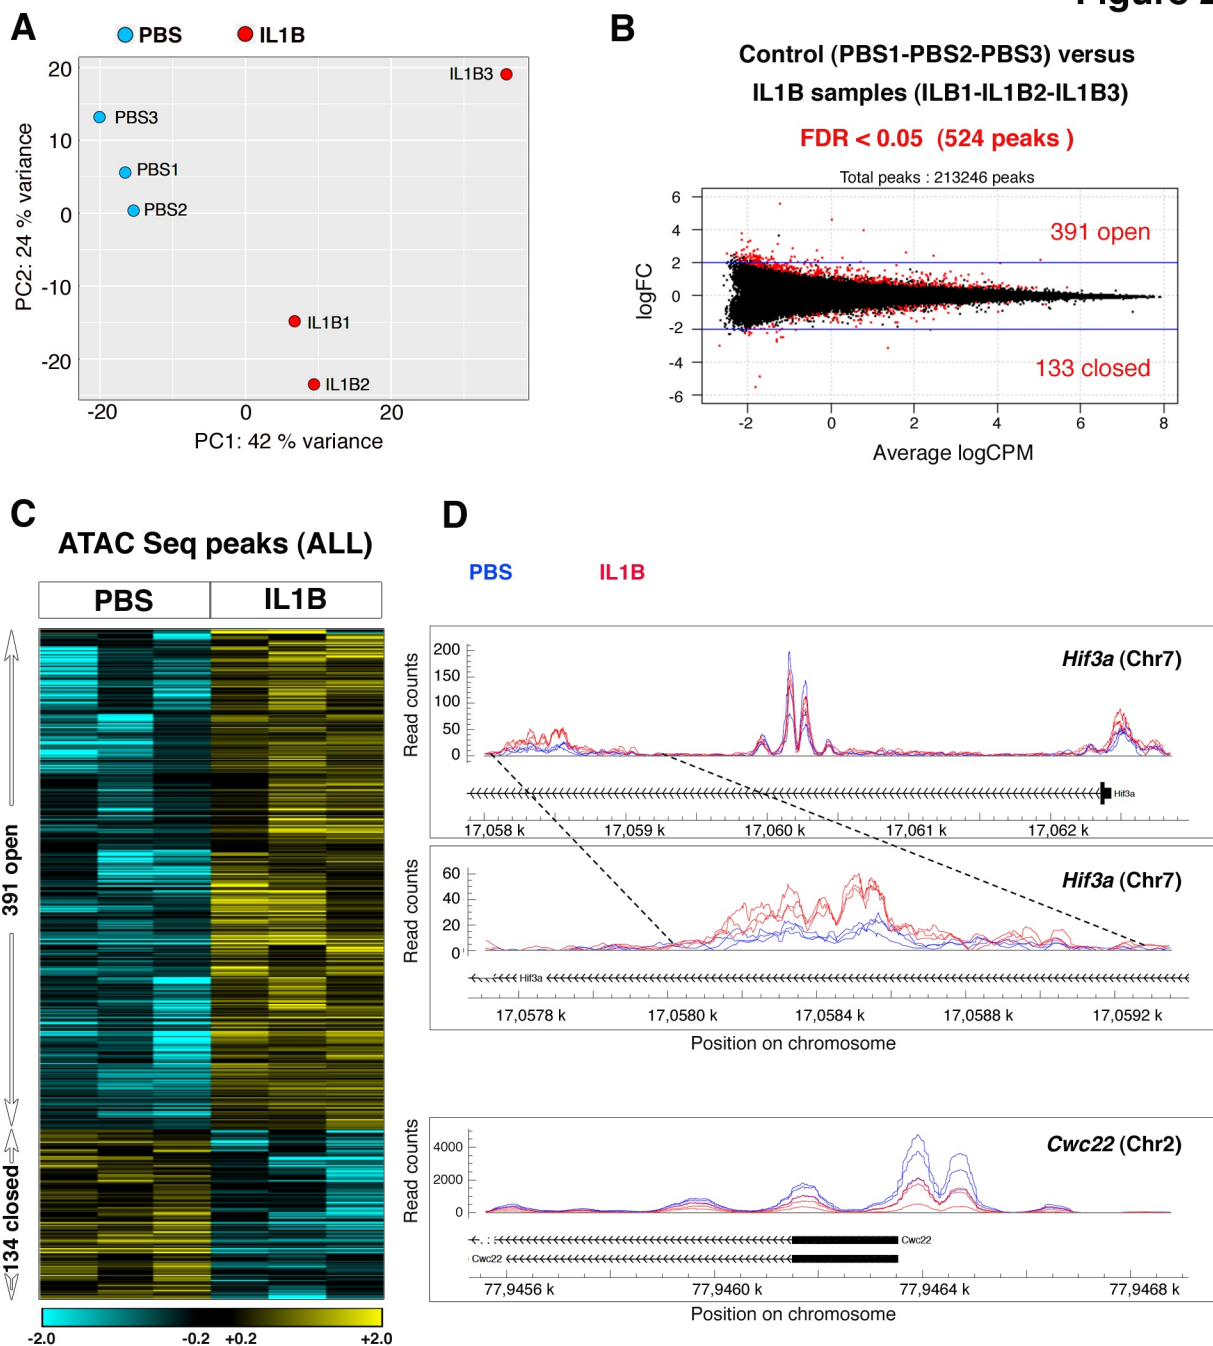 Figure 2
A
PBS
IL1B
B
Control (PBS1-PBS2-PBS3) versus
IL1B samples (ILB1-IL1B2-IL1B3)
FDR < 0.05 (524 peaks )
Total peaks : 213246 peaks
20
10
0
-10
-20
PC2: 24 % variance
IL1B3
PBS3
PBS1
PBS2
IL1B1
IL1B2
-20
0
20
PC1: 42 % variance
6
4
2
0
-2
-4
-6
logFC
391 open
133 closed
-2
0
2
4
6
8
Average logCPM
C
ATAC Seq peaks (ALL)
PBS
IL1B
391 open
134 closed
-2.0
-0.2
+0.2
+2.0
D
PBS
IL1B
Read counts
200
150
100
50
0
Hif3a (Chr7)
Hif3a
17,058 k
17,059 k
17,060 k
17,061 k
17,062 k
Read counts
60
40
20
0
Hif3a (Chr7)
Hif3a
17,0578 k
17,0580 k
17,0584 k
17,0588 k
17,0592 k
Position on chromosome
Read counts
4000
2000
0
Cwc22 (Chr2)
Cwc22
Cwc22
77,9456 k
77,9460 k
77,9464 k
77,9468 k
Position on chromosome